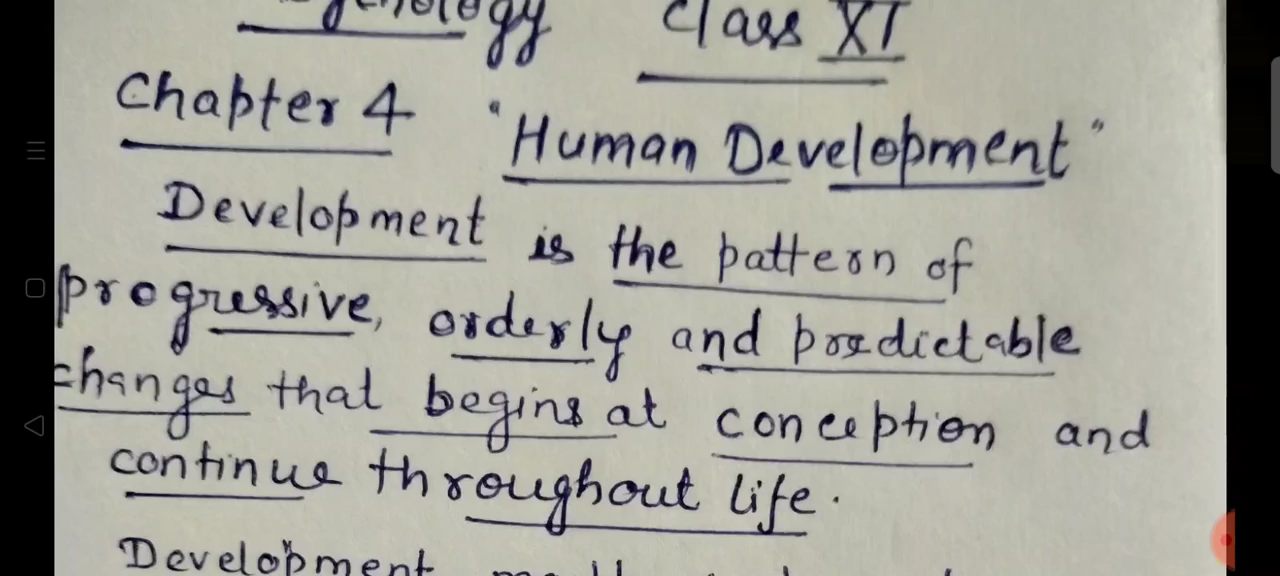 Psychology Class XI
Chapter 4 "Human Development"
Development is the pattern of
progressive, orderly and predictable
changes that begins at conception and
continue throughout life.
Development